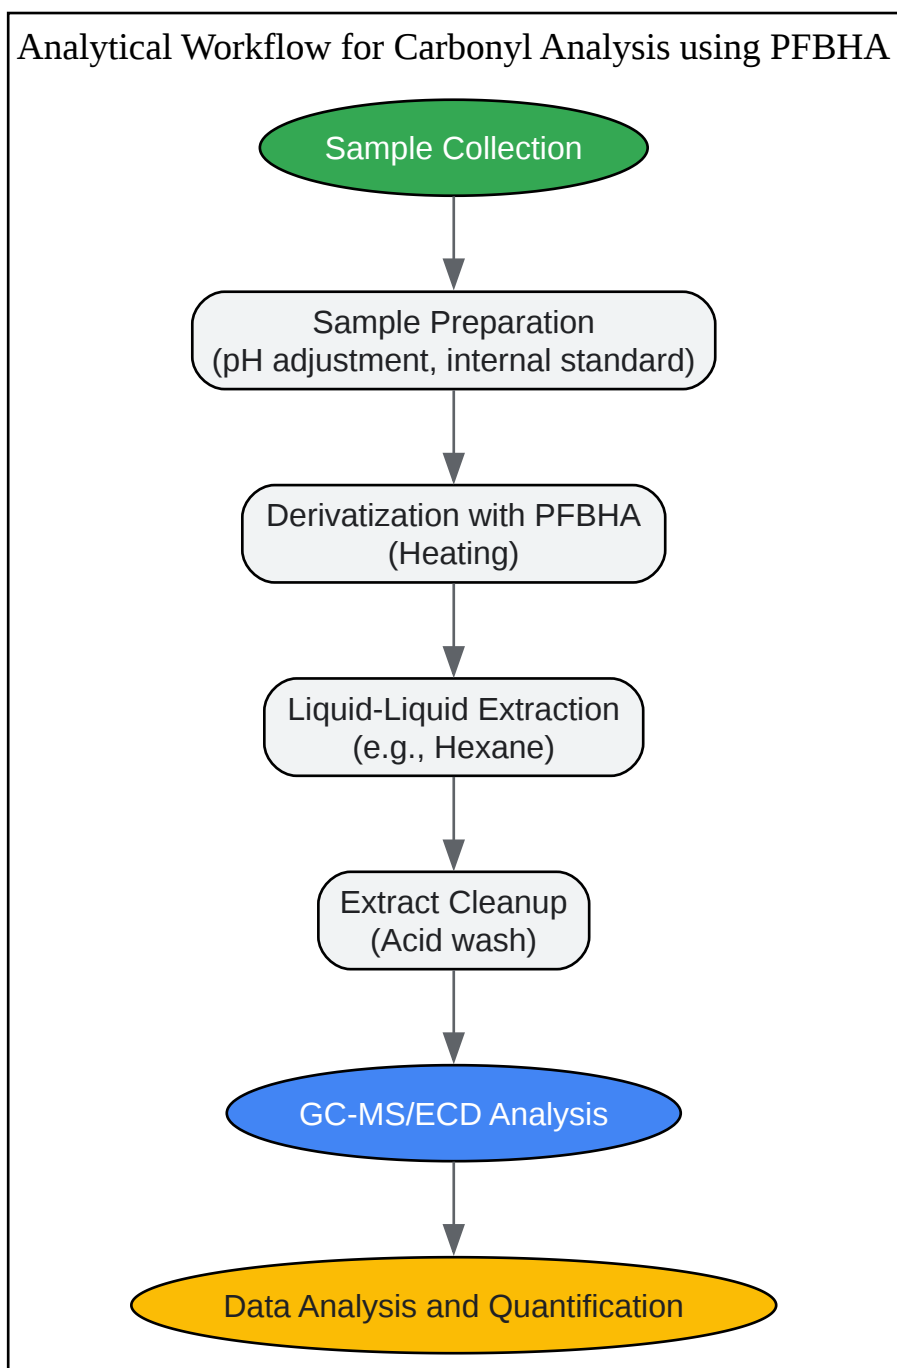 Analytical Workflow for Carbonyl Analysis using PFBHA
Sample Collection
Sample Preparation
(pH adjustment, internal standard)
Derivatization with PFBHA
(Heating)
Liquid-Liquid Extraction
(e.g., Hexane)
Extract Cleanup
(Acid wash)
GC-MS/ECD Analysis
Data Analysis and Quantification